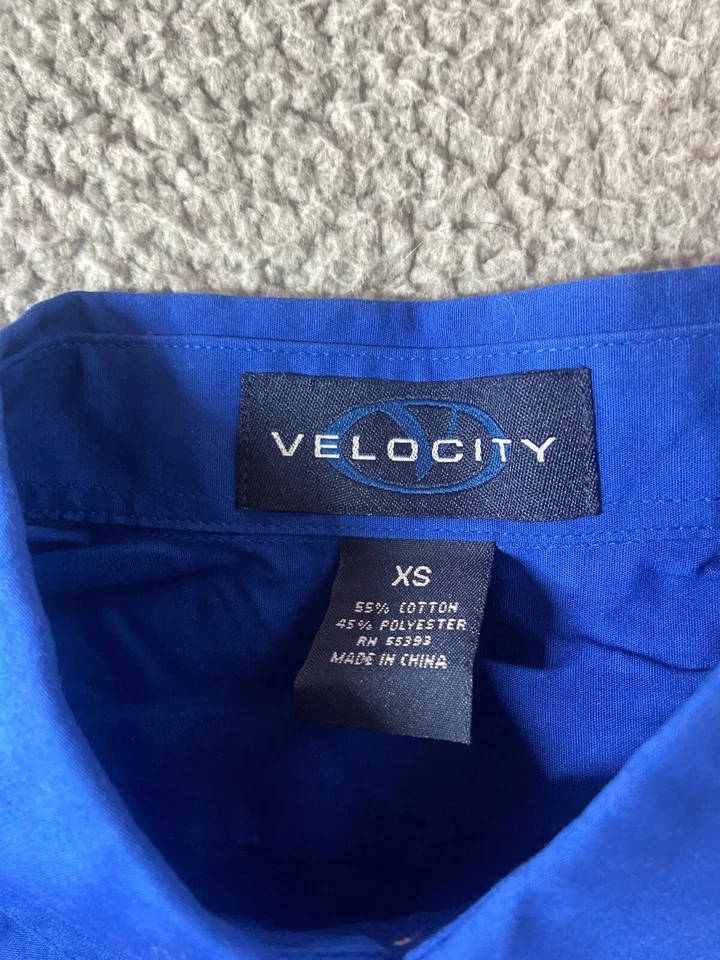 VELOCITY
XS
55% COTTON
45% POLYESTER
RN 55393
MADE IN CHINA